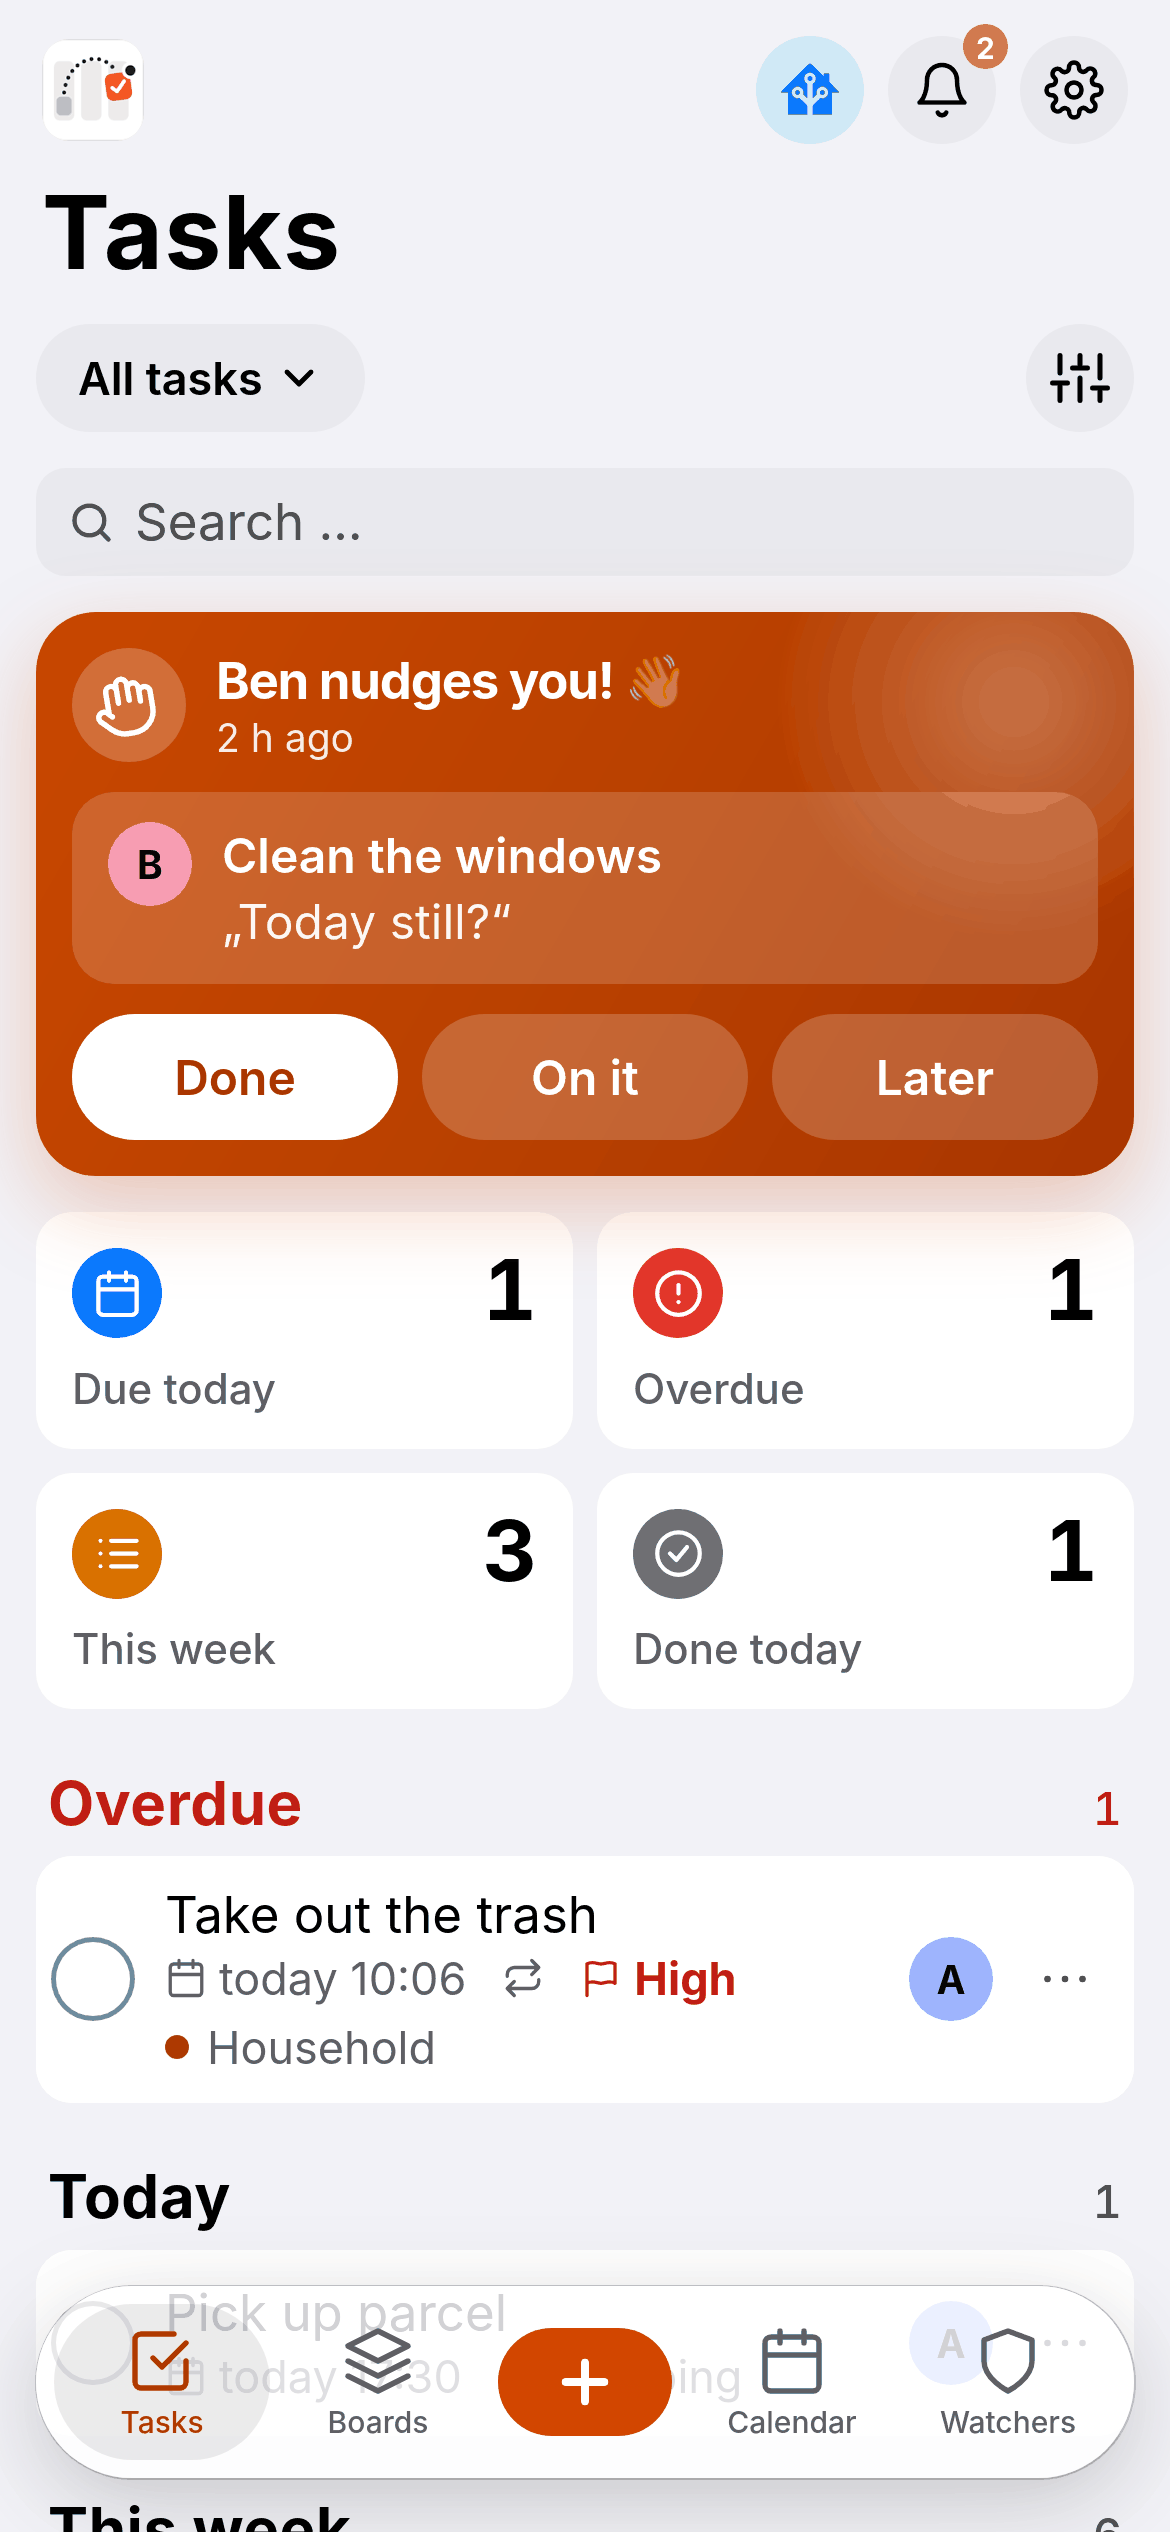 2
Tasks
All tasks
Search ...
Ben nudges you! 👋
2 h ago
B
Clean the windows
„Today still?“
Done
On it
Later
1
Due today
1
Overdue
3
This week
1
Done today
Overdue
1
Take out the trash
today 10:06
High
A
Household
Today
1
Pick up parcel
A
today
Tasks
Boards
Calendar
Watchers
This week
6